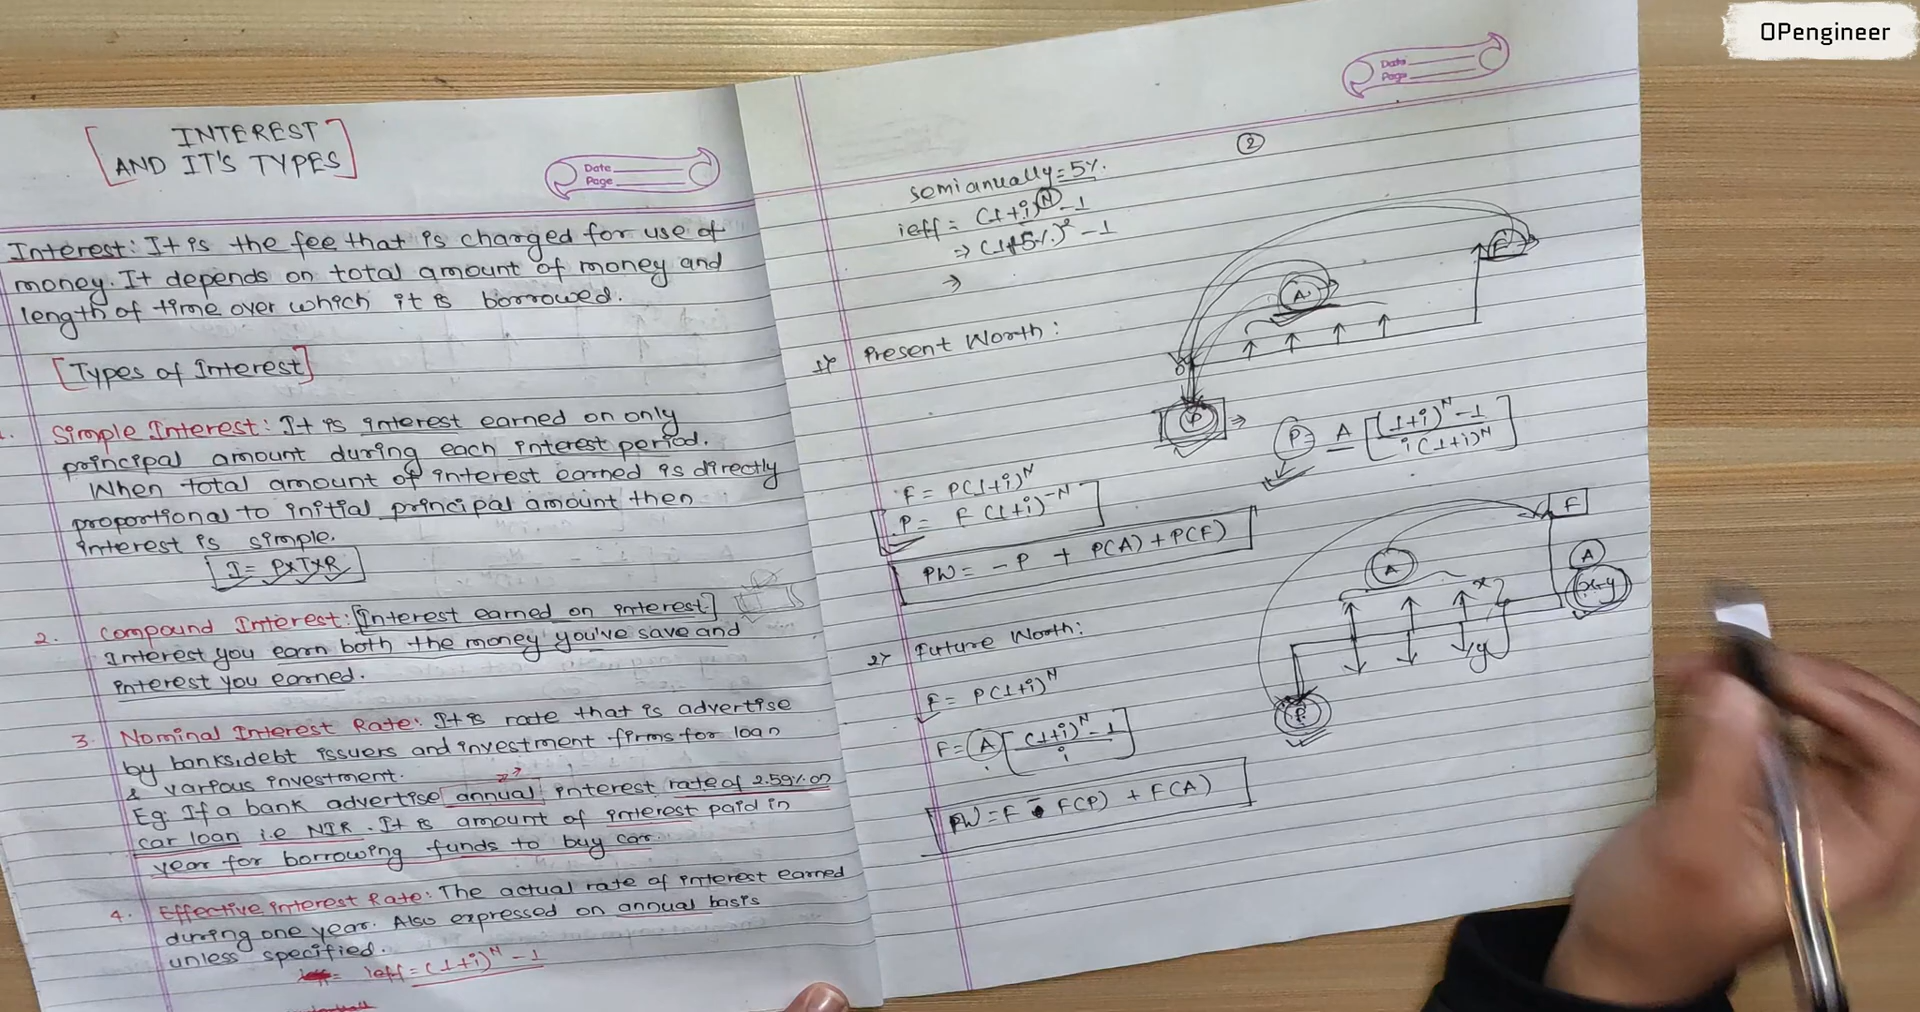 OPengineer
INTEREST
AND IT'S TYPES
Date
Page
Interest: It is the fee that is charged for use of
money. It depends on total amount of money and
length of time over which it is borrowed.
[Types of Interest]
1. Simple Interest: It is interest earned on only
principal amount during each interest period.
When total amount of interest earned is directly
proportional to initial principal amount then
interest is simple.
I = P×T×R
2. Compound Interest: [Interest earned on interest]
Interest you earn both the money you've save and
interest you earned.
3. Nominal Interest Rate: It is rate that is advertise
by banks, debt issuers and investment firms for loan
& various investment.
Eg: If a bank advertise annual interest rate of 2.59% on
car loan i.e NIR. It is amount of interest paid in
year for borrowing funds to buy car.
4. Effective interest Rate: The actual rate of interest earned
during one year. Also expressed on annual basis
unless specified.
ieff = (1+i)^N - 1
Date
Page
2
semianually = 5%.
ieff = (1+i)^N - 1
⇒ (1+5%)² - 1
⇒
F
A
1) Present Worth:
0
P ⇒
P = A [(1+i)^N - 1 / i(1+i)^N]
F = P(1+i)^N
P = F(1+i)^-N
PW = -P + P(A) + P(F)
F
A
A
x
x-y
y
P
2) Future Worth:
F = P(1+i)^N
F = A [(1+i)^N - 1 / i]
PW = F - F(P) + F(A)